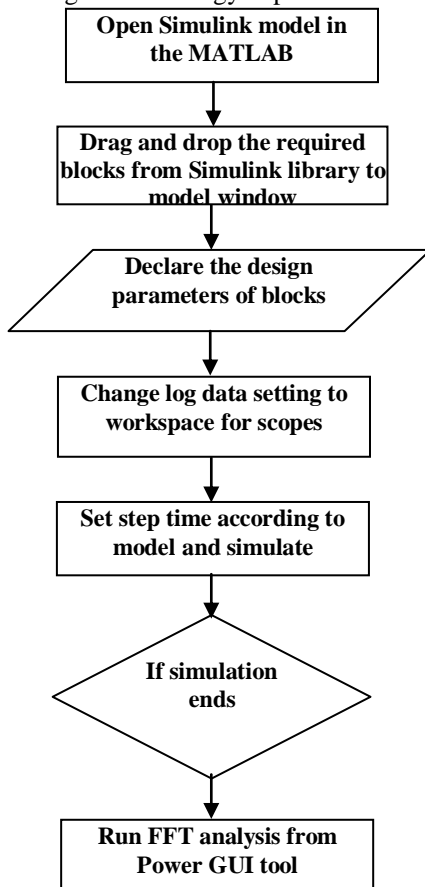 Open Simulink model in
the MATLAB
Drag and drop the required
blocks from Simulink library to
model window
Declare the design
parameters of blocks
Change log data setting to
workspace for scopes
Set step time according to
model and simulate
If simulation
ends
Run FFT analysis from
Power GUI tool